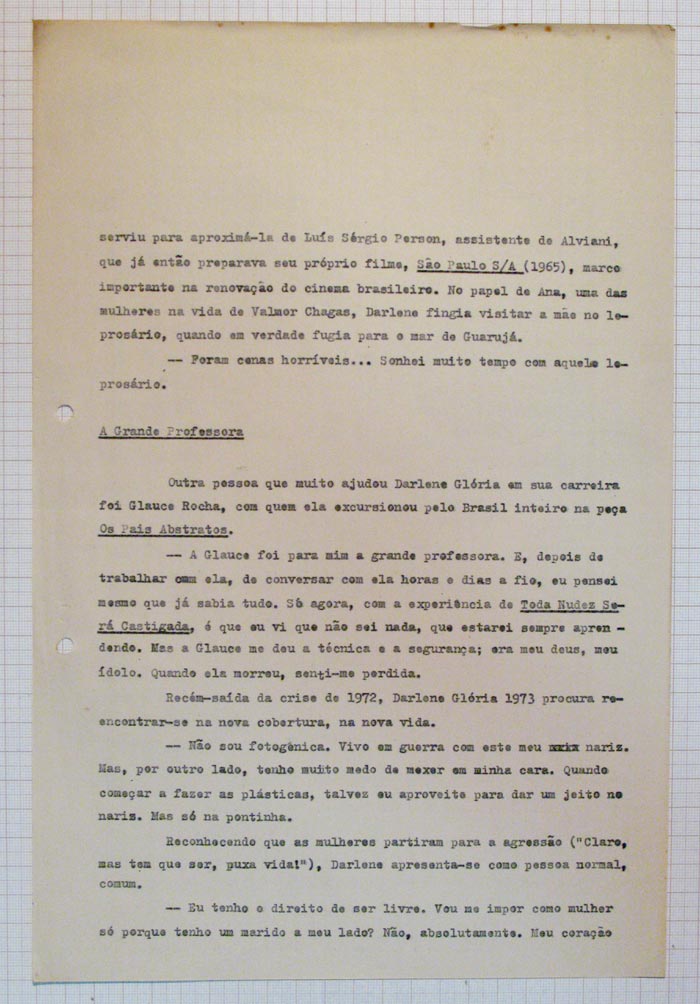 serviu para aproximá-la de Luís Sérgio Person, assistente de Alviani,
que já então preparava seu próprio filme, São Paulo S/A (1965), marco
importante na renovação do cinema brasileiro. No papel de Ana, uma das
mulheres na vida de Valmor Chagas, Darlene fingia visitar a mãe no le-
prosário, quando em verdade fugia para o mar de Guarujá.
-- Foram cenas horríveis... Sonhei muito tempo com aquele le-
prosário.
A Grande Professora
Outra pessoa que muito ajudou Darlene Glória em sua carreira
foi Glauce Rocha, com quem ela excursionou pelo Brasil inteiro na peça
Os Pais Abstratos.
-- A Glauce foi para mim a grande professora. E, depois de
trabalhar com ela, de conversar com ela horas e dias a fio, eu pensei
mesmo que já sabia tudo. Só agora, com a experiência de Toda Nudez Se-
rá Castigada, é que eu vi que não sei nada, que estarei sempre apren -
dendo. Mas a Glauce me deu a técnica e a segurança; era meu deus, meu
ídolo. Quando ela morreu, senti-me perdida.
Recém-saída da crise de 1972, Darlene Glória 1973 procura re-
encontrar-se na nova cobertura, na nova vida.
-- Não sou fotogênica. Vivo em guerra com este meu nariz.
Mas, por outro lado, tenho muito medo de mexer em minha cara. Quando
começar a fazer as plásticas, talvez eu aproveite para dar um jeito no
naris. Mas só na pontinha.
Reconhecendo que as mulheres partiram para a agressão ("Claro,
mas tem que ser, puxa vida!"), Darlene apresenta-se como pessoa normal,
comum.
-- Eu tenho o direito de ser livre. Vou me impor como mulher
só porque tenho um marido a meu lado? Não, absolutamente. Meu coração